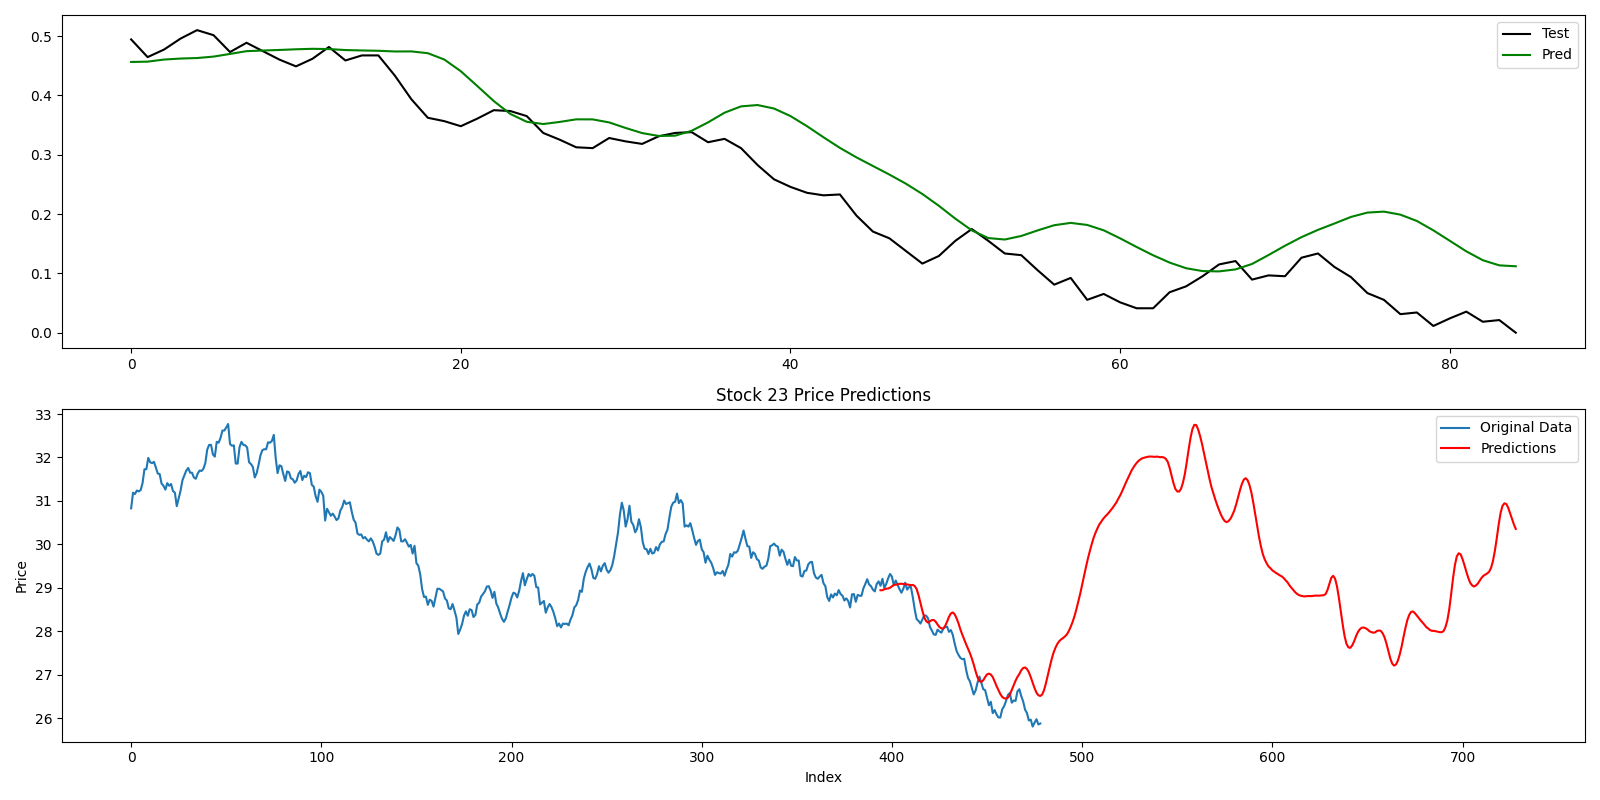 0.5
0.4
0.3
0.2
0.1
0.0
Test
Pred
0 20 40 60 80
Stock 23 Price Predictions
Price
33
32
31
30
29
28
27
26
Original Data
Predictions
0 100 200 300 400 500 600 700
Index